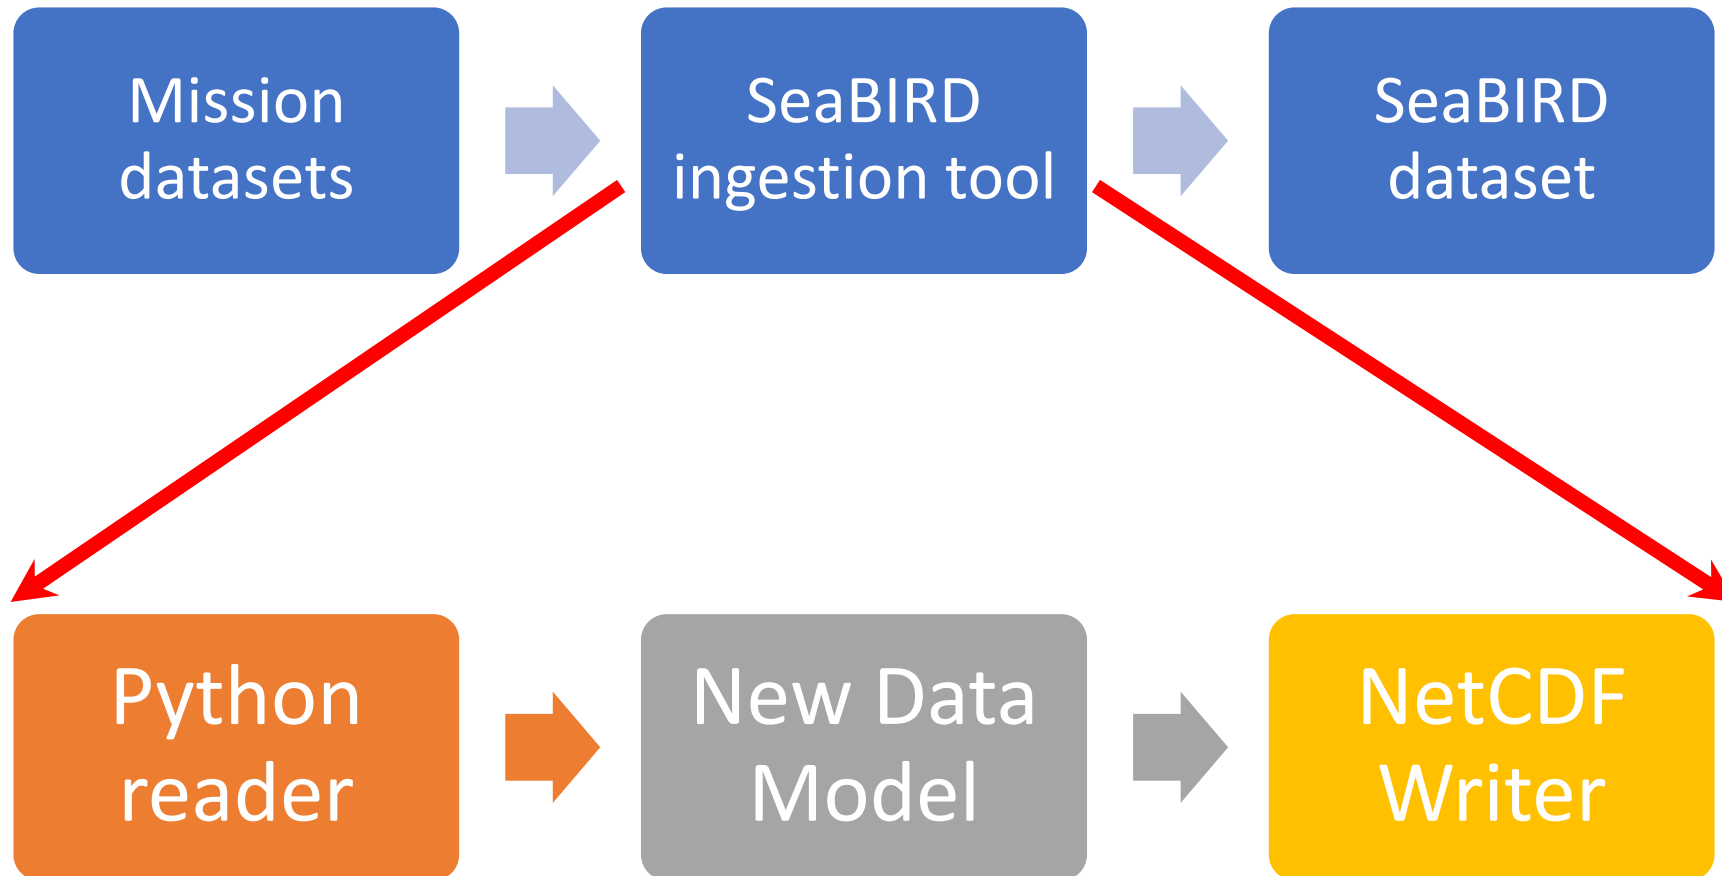 Mission
datasets
SeaBIRD
ingestion tool
SeaBIRD
dataset
Python
reader
New Data
Model
NetCDF
Writer